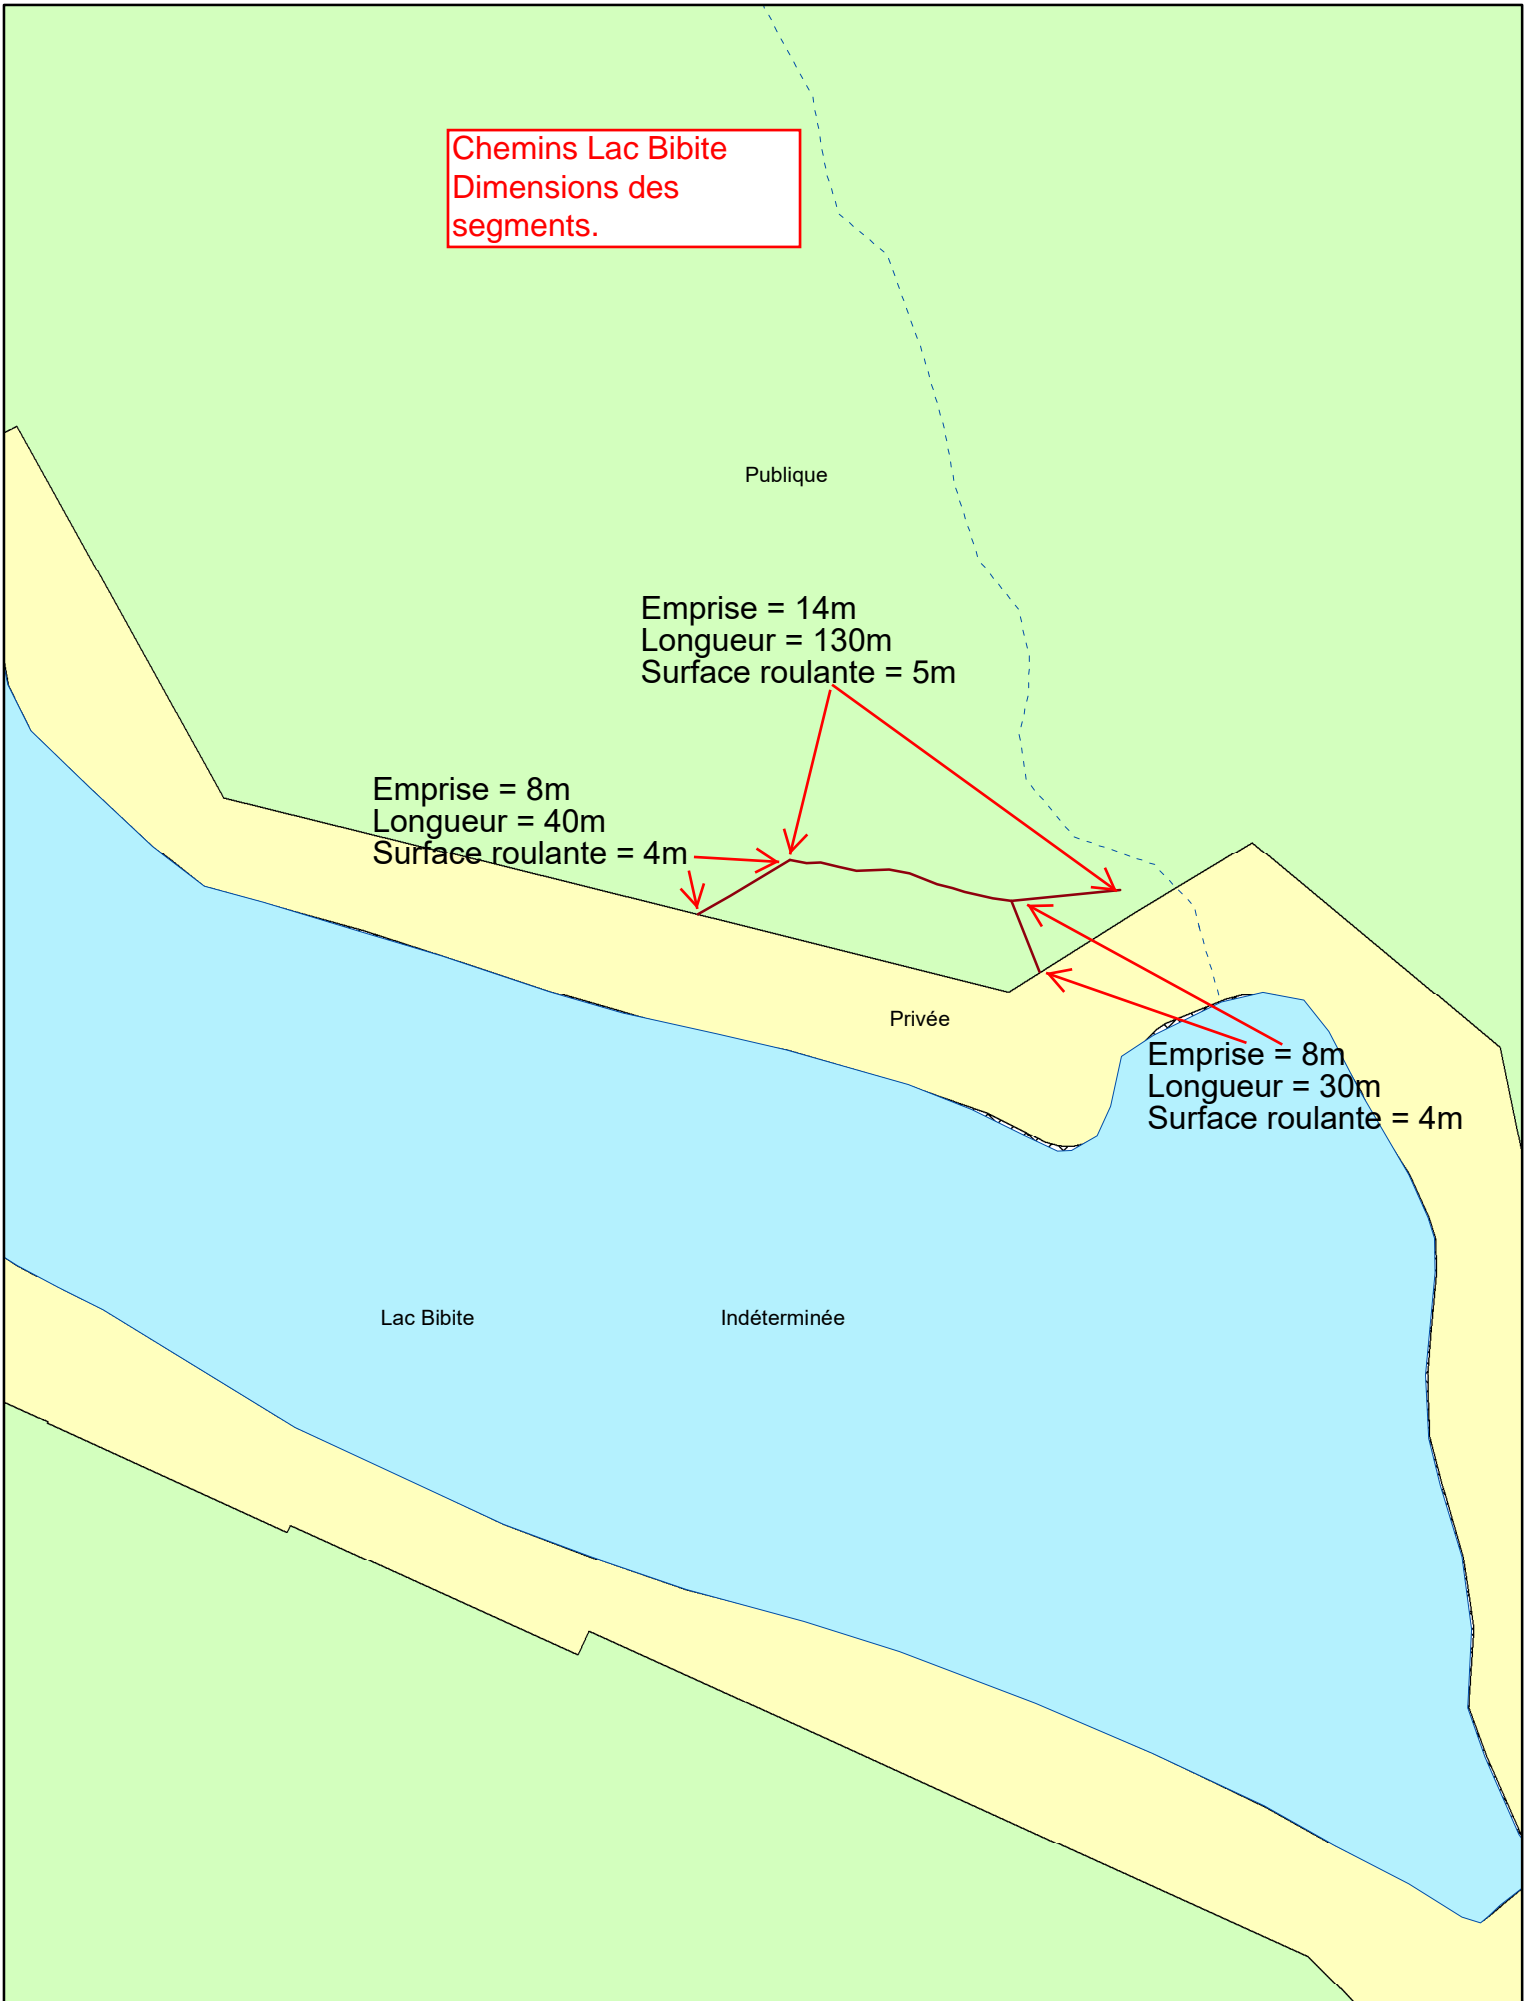 Chemins Lac Bibite
Dimensions des
segments.
Publique
Emprise = 14m
Longueur = 130m
Surface roulante = 5m
Emprise = 8m
Longueur = 40m
Surface roulante = 4m
Privée
Emprise = 8m
Longueur = 30m
Surface roulante = 4m
Lac Bibite
Indéterminée